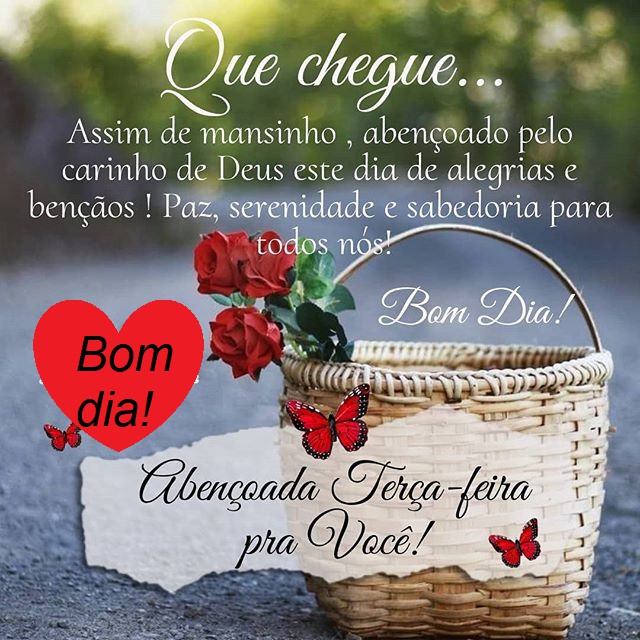 Que chegue...
Assim de mansinho , abençoado pelo
carinho de Deus este dia de alegrias e
bençãos ! Paz, serenidade e sabedoria para
todos nós!
Bom Dia!
Bom
dia!
Abençoada Terça-feira
pra Você!